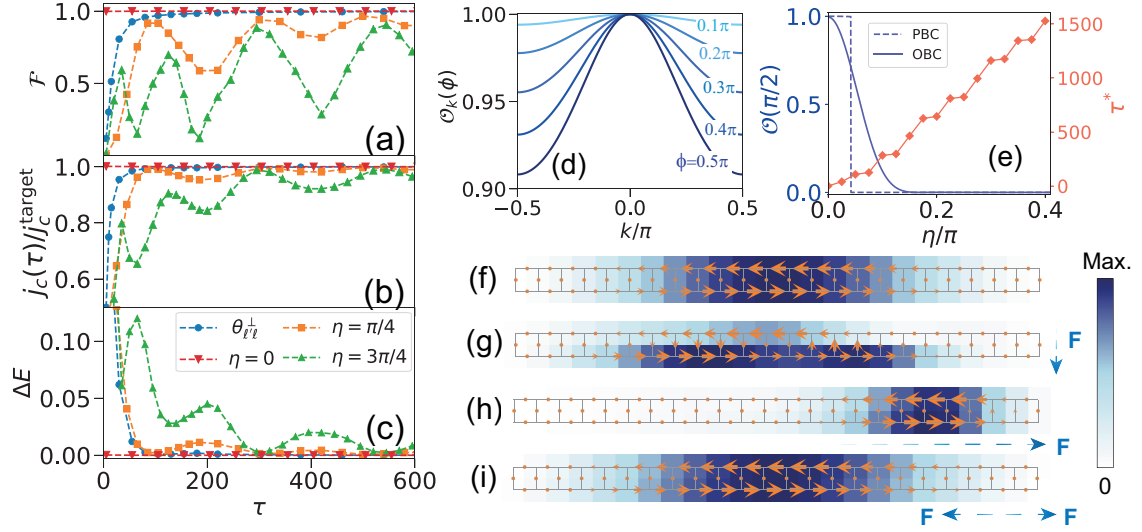 1.0
0.5
𝓕
(a)
1.0
0.8
0.6
j_c(τ)/j_c^target
(b)
0.10
0.05
0.00
ΔE
θ^⊥_ℓ'ℓ
η = π/4
η = 0
η = 3π/4
(c)
0
200
400
600
τ
1.00
0.95
0.90
𝒪_k(ϕ)
0.1π
0.2π
0.3π
0.4π
ϕ=0.5π
(d)
−0.5
0.0
0.5
k/π
1.0
0.5
0.0
𝒪(π/2)
PBC
OBC
(e)
1500
1000
500
0
τ*
0.0
0.2
0.4
η/π
(f)
(g)
F
(h)
F
(i)
F
F
Max.
0